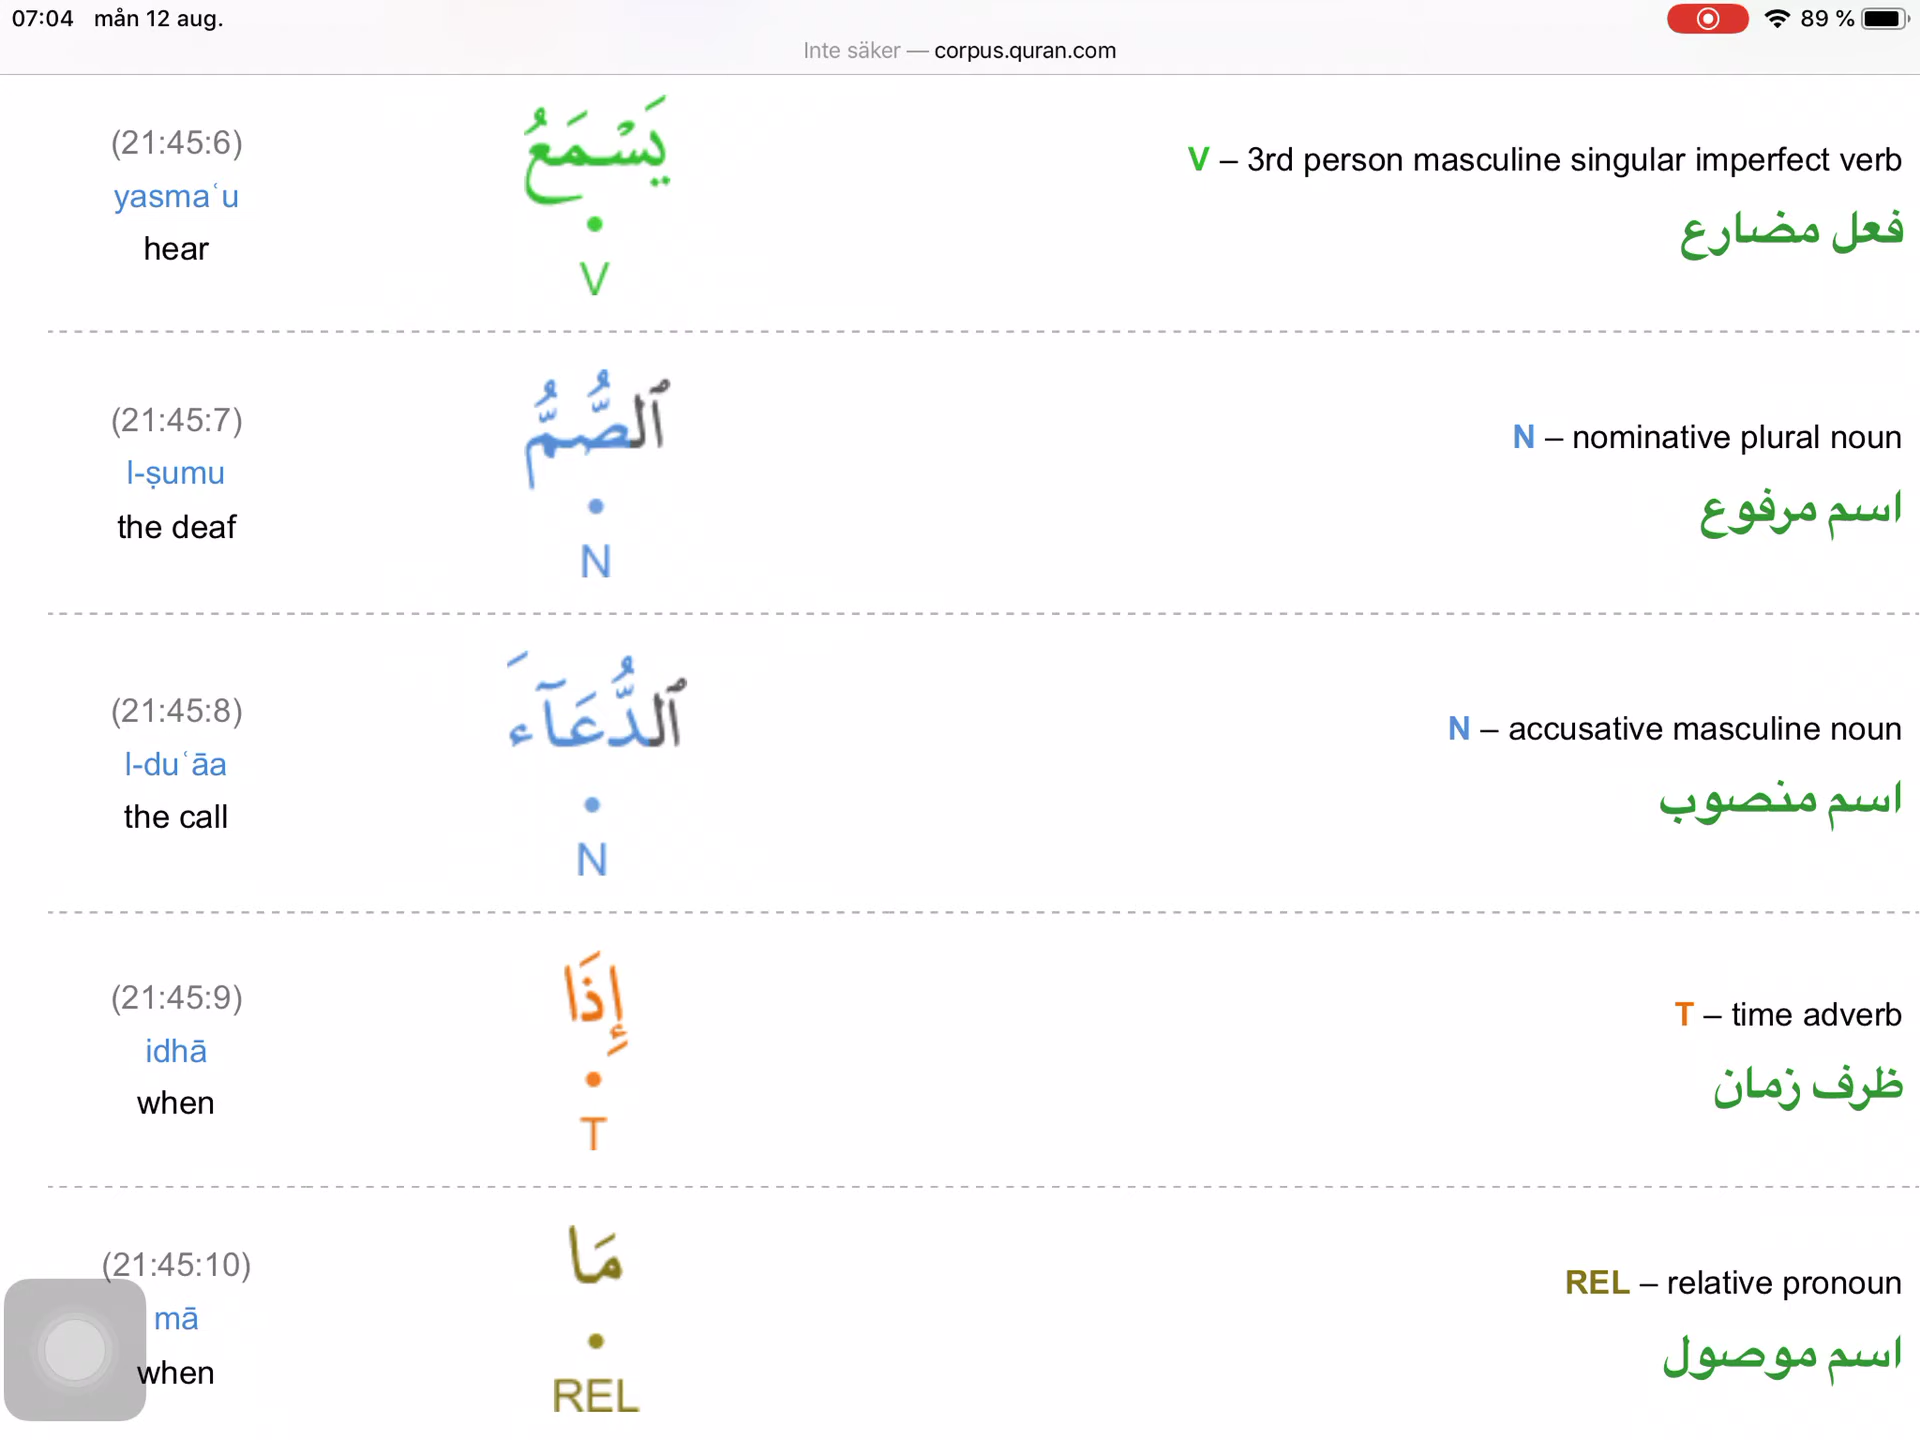 07:04 mån 12 aug.
89 %
Inte säker — corpus.quran.com
(21:45:6)
yasmaʿu
hear
يَسْمَعُ
V
V – 3rd person masculine singular imperfect verb
فعل مضارع
(21:45:7)
l-ṣumu
the deaf
ٱلصُّمُّ
N
N – nominative plural noun
اسم مرفوع
(21:45:8)
l-duʿāa
the call
ٱلدُّعَآءَ
N
N – accusative masculine noun
اسم منصوب
(21:45:9)
idhā
when
إِذَا
T
T – time adverb
ظرف زمان
(21:45:10)
mā
when
مَا
REL
REL – relative pronoun
اسم موصول